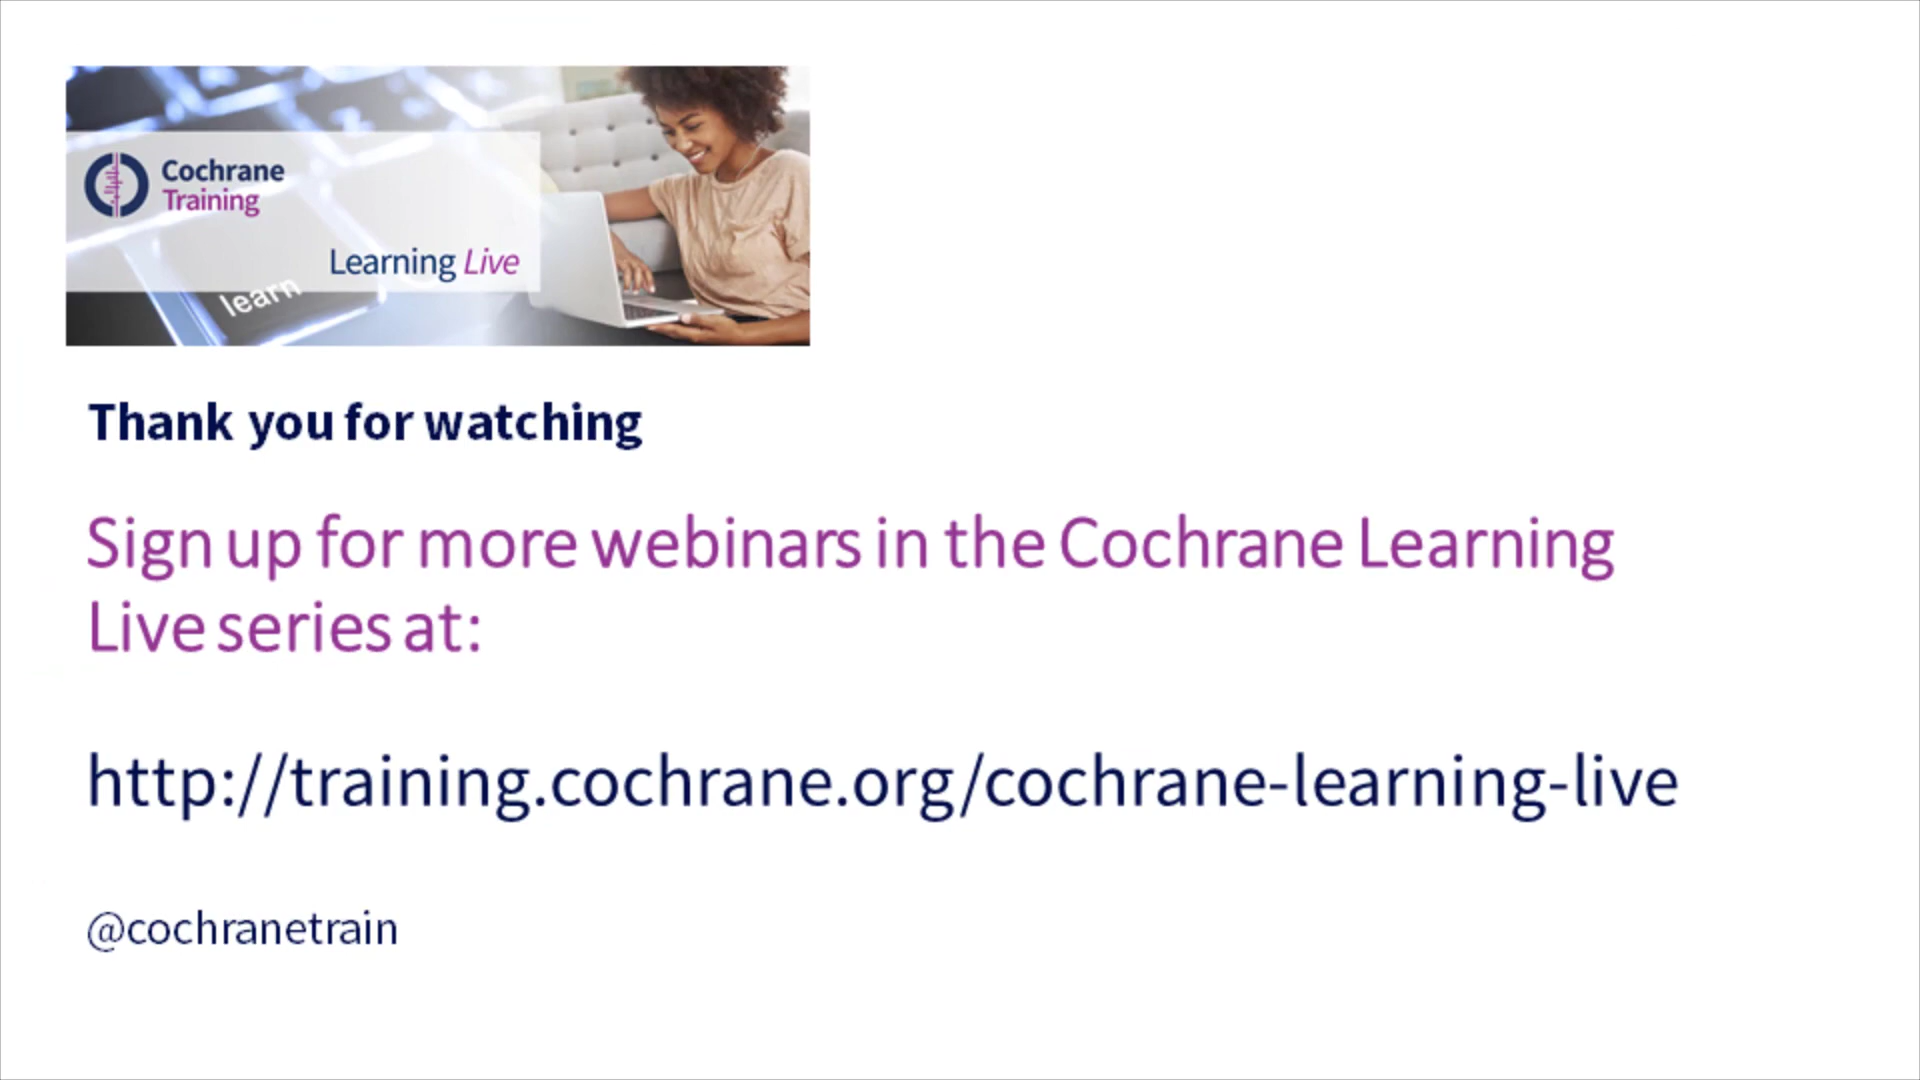 Cochrane
Training
Learning Live
learn
Thank you for watching
Sign up for more webinars in the Cochrane Learning
Live series at:
http://training.cochrane.org/cochrane-learning-live
@cochranetrain